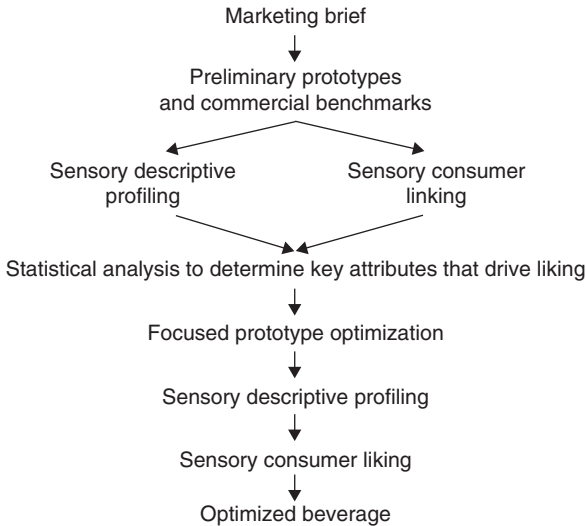 Marketing brief
Preliminary prototypes
and commercial benchmarks
Sensory descriptive
profiling
Sensory consumer
linking
Statistical analysis to determine key attributes that drive liking
Focused prototype optimization
Sensory descriptive profiling
Sensory consumer liking
Optimized beverage